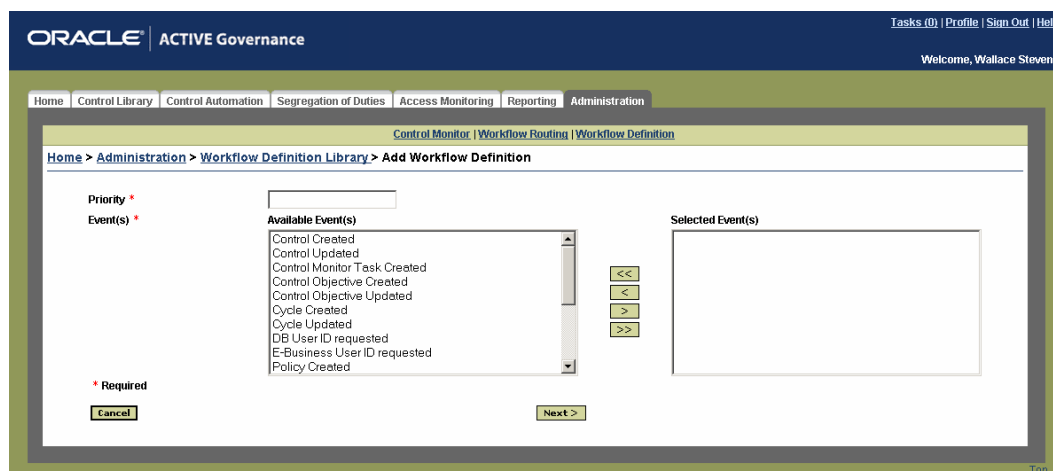 Tasks (0) | Profile | Sign Out | Hel
ORACLE® | ACTIVE Governance
Welcome, Wallace Steven
Home Control Library Control Automation Segregation of Duties Access Monitoring Reporting Administration
Control Monitor | Workflow Routing | Workflow Definition
Home > Administration > Workflow Definition Library > Add Workflow Definition
Priority *
Event(s) * Available Event(s) Selected Event(s)
Control Created
Control Updated
Control Monitor Task Created
Control Objective Created
Control Objective Updated
Cycle Created
Cycle Updated
DB User ID requested
E-Business User ID requested
Policy Created
<<
<
>
>>
* Required
Cancel Next >
Top